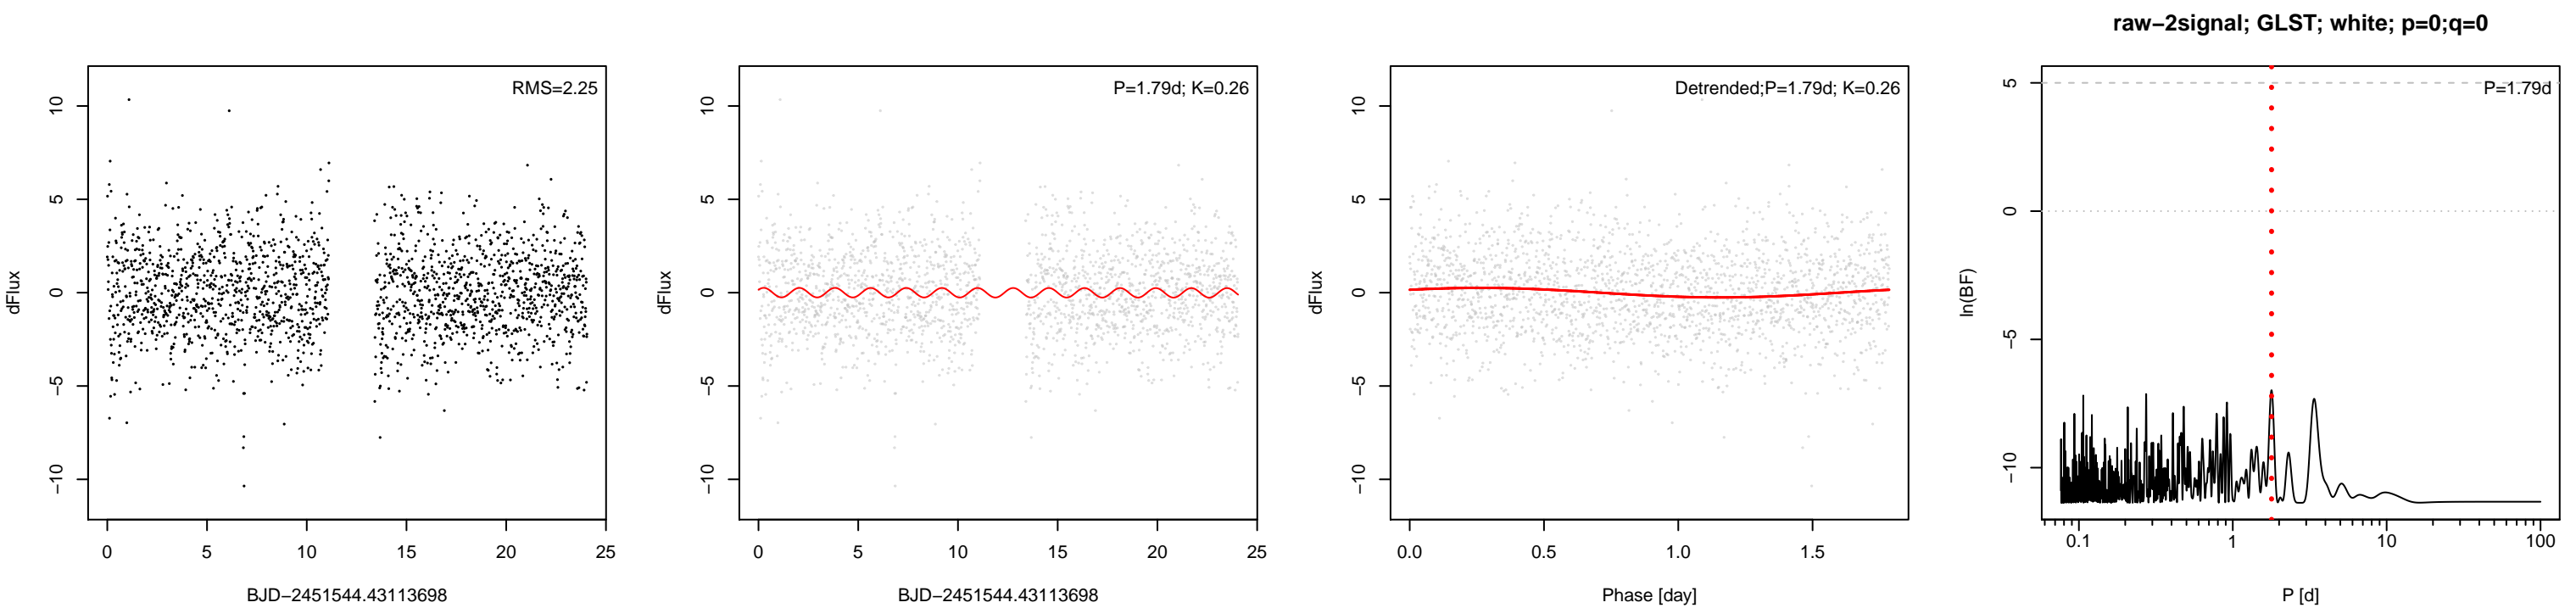 raw−2signal; GLST; white; p=0;q=0
RMS=2.25
dFlux
10
5
0
−5
−10
0 5 10 15 20 25
BJD−2451544.43113698
P=1.79d; K=0.26
dFlux
10
5
0
−5
−10
0 5 10 15 20 25
BJD−2451544.43113698
Detrended;P=1.79d; K=0.26
dFlux
10
5
0
−5
−10
0.0 0.5 1.0 1.5
Phase [day]
P=1.79d
ln(BF)
5
0
−5
−10
0.1 1 10 100
P [d]